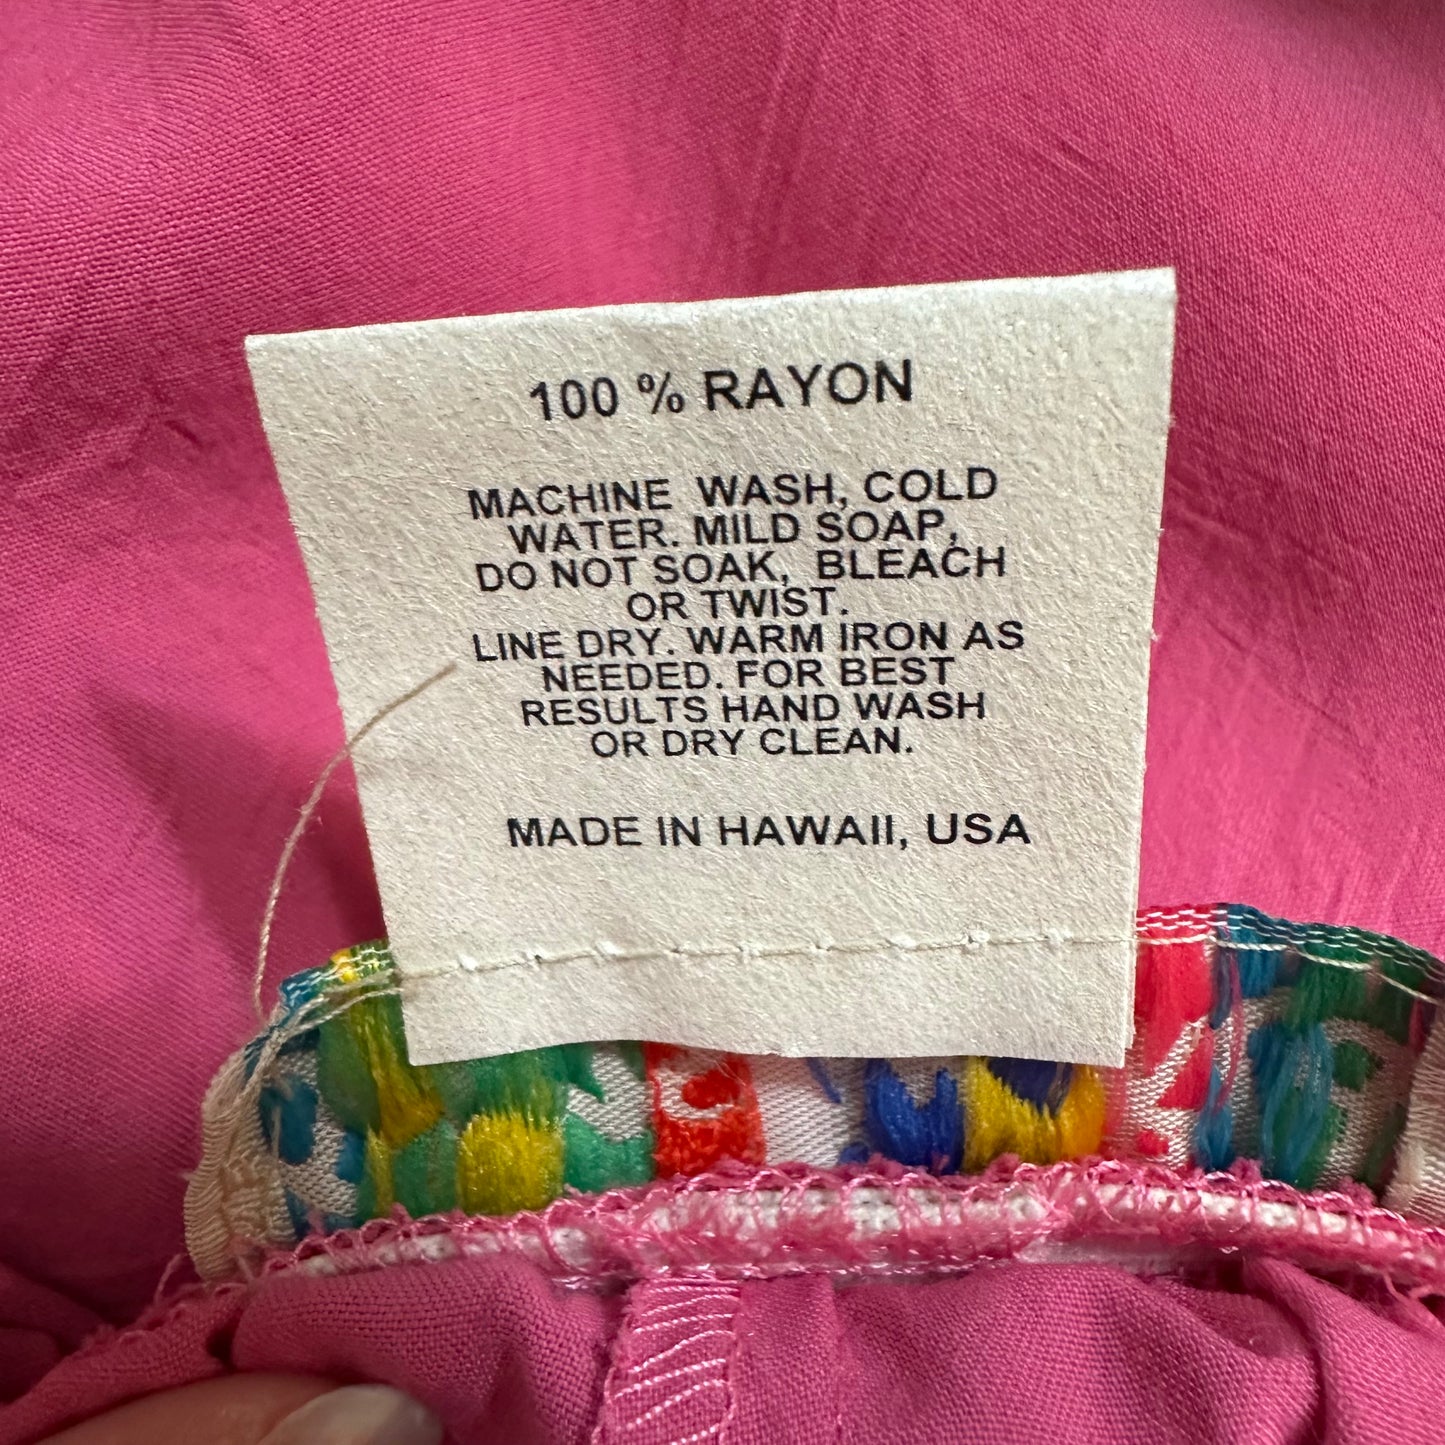 100 % RAYON
MACHINE WASH, COLD
WATER. MILD SOAP,
DO NOT SOAK, BLEACH
OR TWIST.
LINE DRY. WARM IRON AS
NEEDED. FOR BEST
RESULTS HAND WASH
OR DRY CLEAN.
MADE IN HAWAII, USA